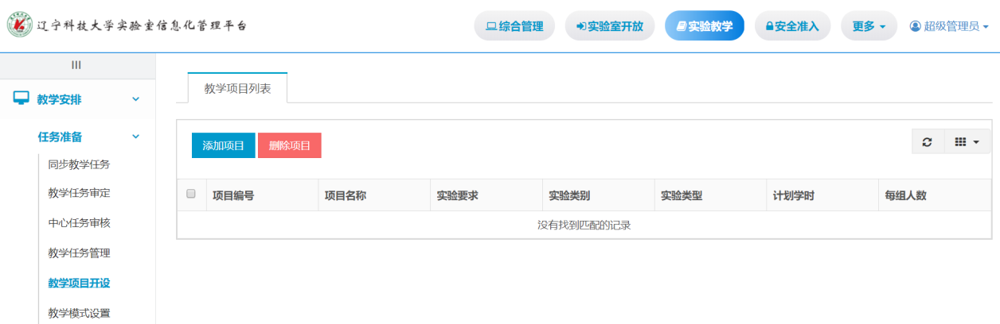 辽宁科技大学实验室信息化管理平台
综合管理 实验室开放 实验教学 安全准入 更多 超级管理员
教学安排
任务准备
同步教学任务
教学任务审定
中心任务审核
教学任务管理
教学项目开设
教学模式设置
教学项目列表
添加项目 删除项目
项目编号 项目名称 实验要求 实验类别 实验类型 计划学时 每组人数
没有找到匹配的记录